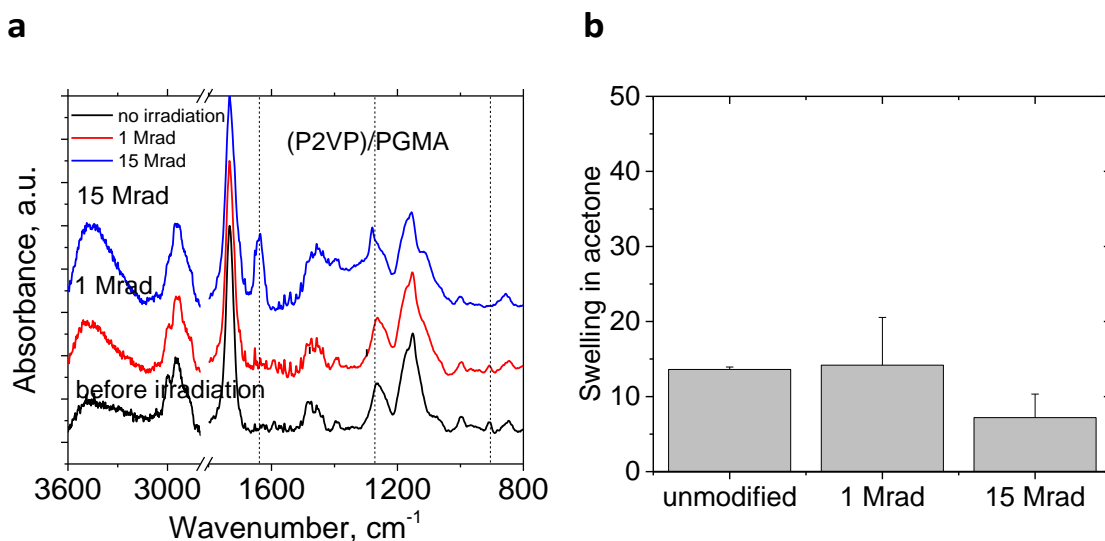 a
no irradiation
1 Mrad
15 Mrad
(P2VP)/PGMA
15 Mrad
1 Mrad
before irradiation
Absorbance, a.u.
3600 3000 1600 1200 800
Wavenumber, cm⁻¹
b
50
40
30
20
10
0
Swelling in acetone
unmodified 1 Mrad 15 Mrad